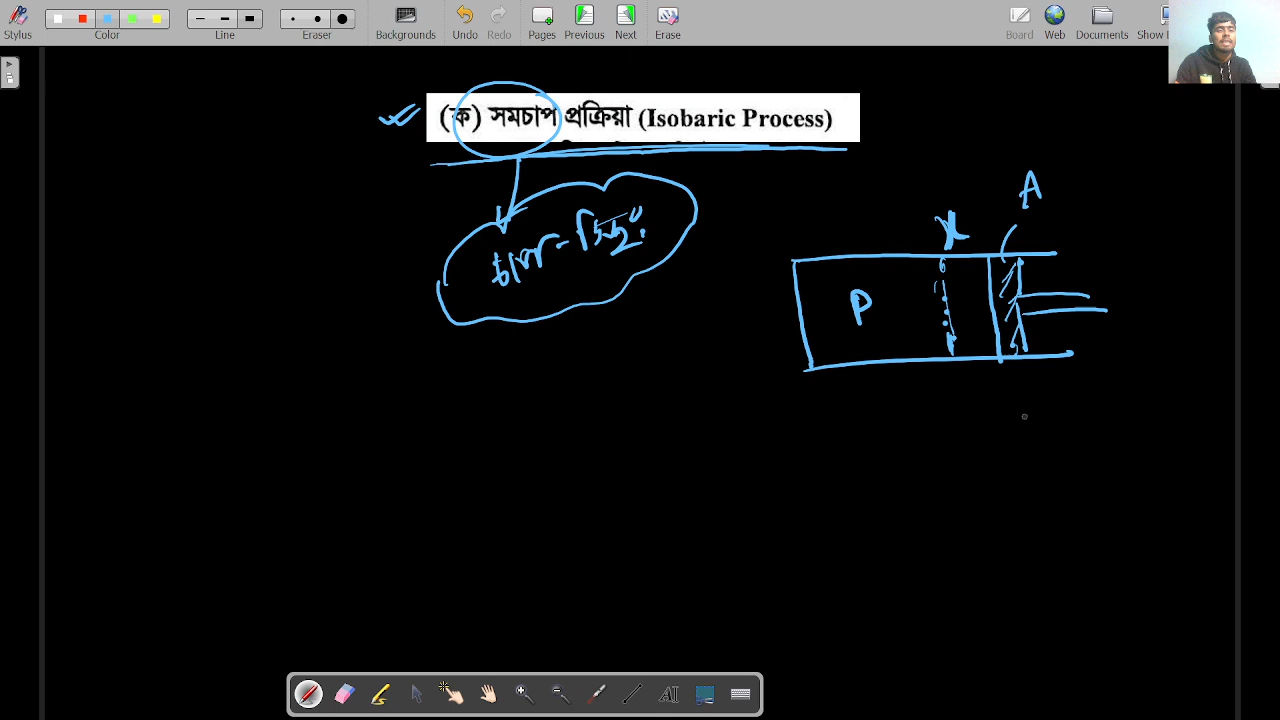 Stylus
Color
Line
Eraser
Backgrounds
Undo
Redo
Pages
Previous
Next
Erase
Board
Web
Documents
(ক) সমচাপ প্রক্রিয়া (Isobaric Process)
A
x
P